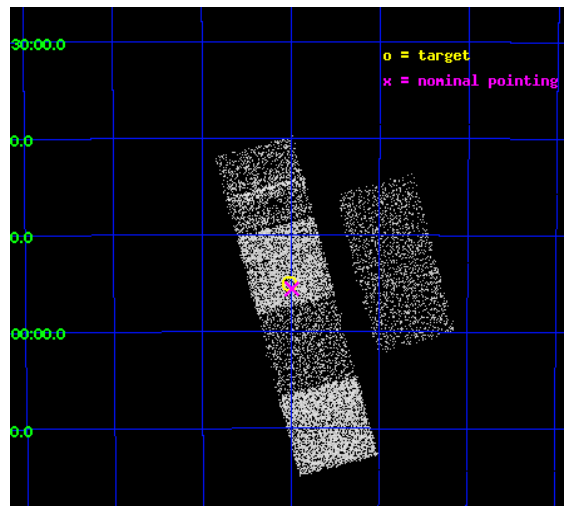 30:00.0
o = target
x = nominal pointing
0.0
0.0
00:00.0
0.0